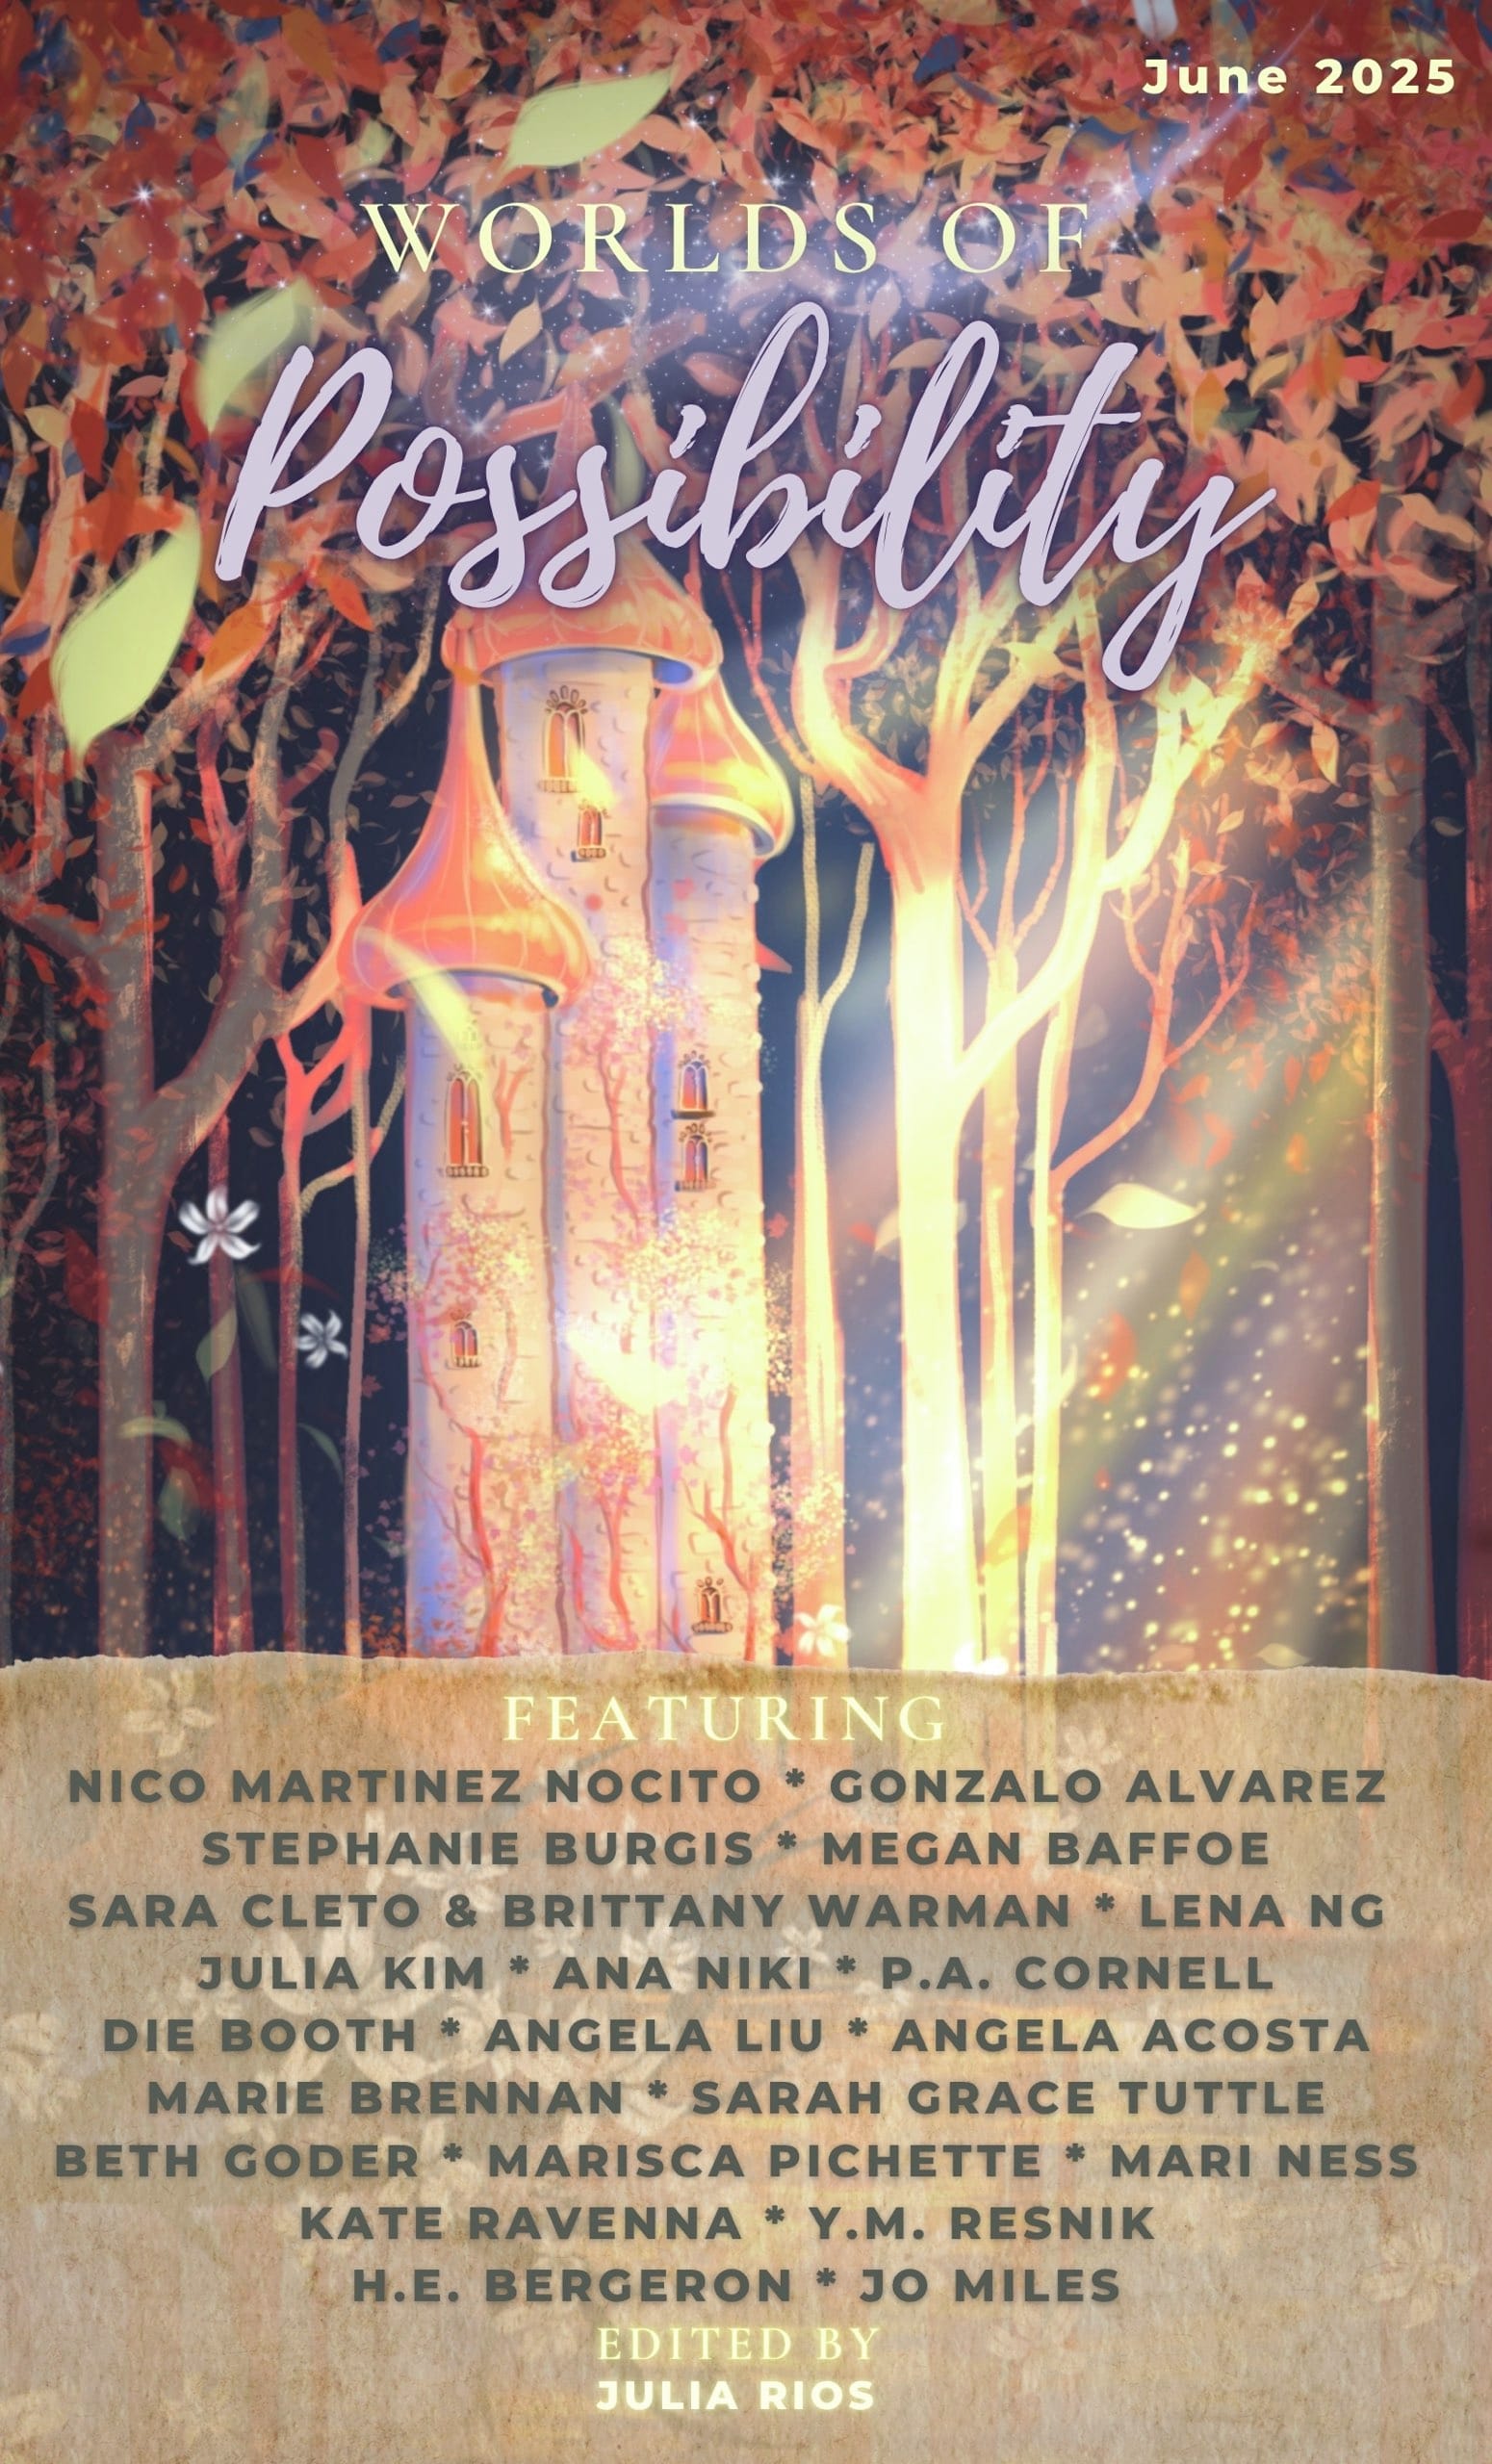 June 2025
WORLDS OF
Possibility
FEATURING
NICO MARTINEZ NOCITO * GONZALO ALVAREZ
STEPHANIE BURGIS * MEGAN BAFFOE
SARA CLETO & BRITTANY WARMAN * LENA NG
JULIA KIM * ANA NIKI * P.A. CORNELL
DIE BOOTH * ANGELA LIU * ANGELA ACOSTA
MARIE BRENNAN * SARAH GRACE TUTTLE
BETH GODER * MARISCA PICHETTE * MARI NESS
KATE RAVENNA * Y.M. RESNIK
H.E. BERGERON * JO MILES
EDITED BY
JULIA RIOS